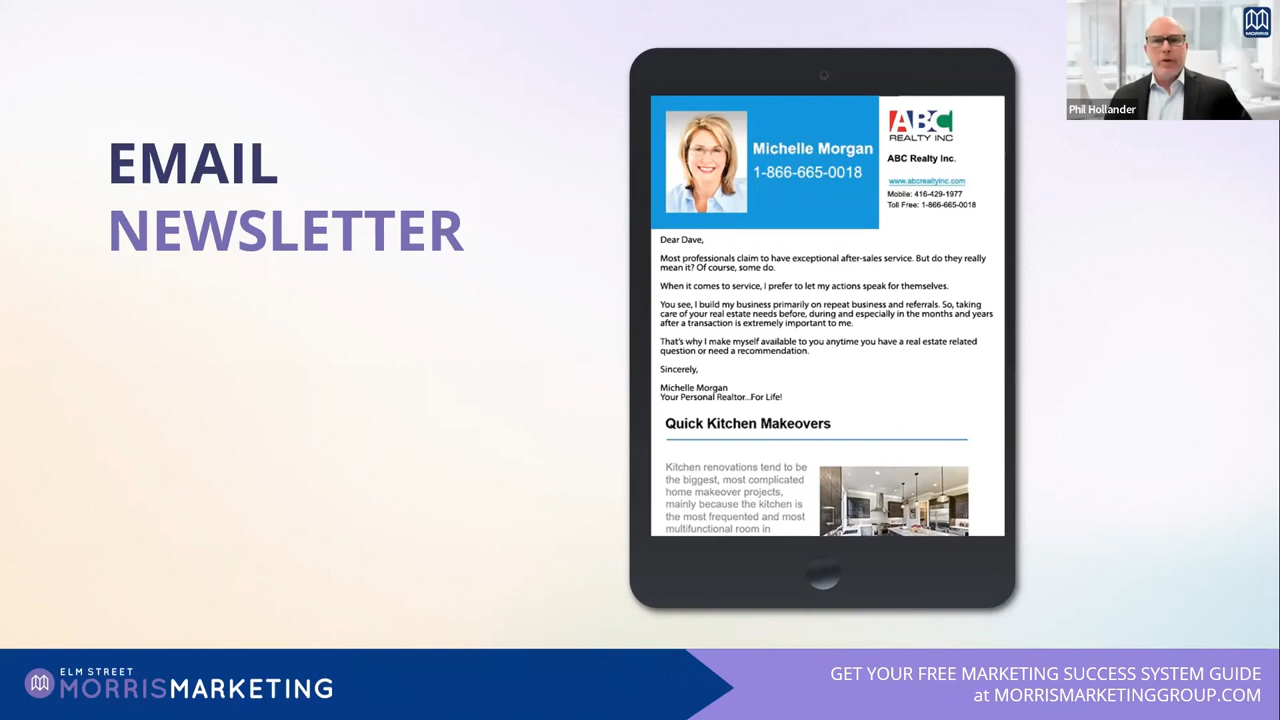 EMAIL
NEWSLETTER
Michelle Morgan
1-866-665-0018
ABC
REALTY INC
ABC Realty Inc.
www.abcrealtyinc.com
Mobile: 416-429-1977
Toll Free: 1-866-665-0018
Dear Dave,
Most professionals claim to have exceptional after-sales service. But do they really
mean it? Of course, some do.
When it comes to service, I prefer to let my actions speak for themselves.
You see, I build my business primarily on repeat business and referrals. So, taking
care of your real estate needs before, during and especially in the months and years
after a transaction is extremely important to me.
That's why I make myself available to you anytime you have a real estate related
question or need a recommendation.
Sincerely,
Michelle Morgan
Your Personal Realtor...For Life!
Quick Kitchen Makeovers
Kitchen renovations tend to be
the biggest, most complicated
home makeover projects,
mainly because the kitchen is
the most frequented and most
multifunctional room in
MORRIS
Phil Hollander
ELM STREET
MORRISMARKETING
GET YOUR FREE MARKETING SUCCESS SYSTEM GUIDE
at MORRISMARKETINGGROUP.COM